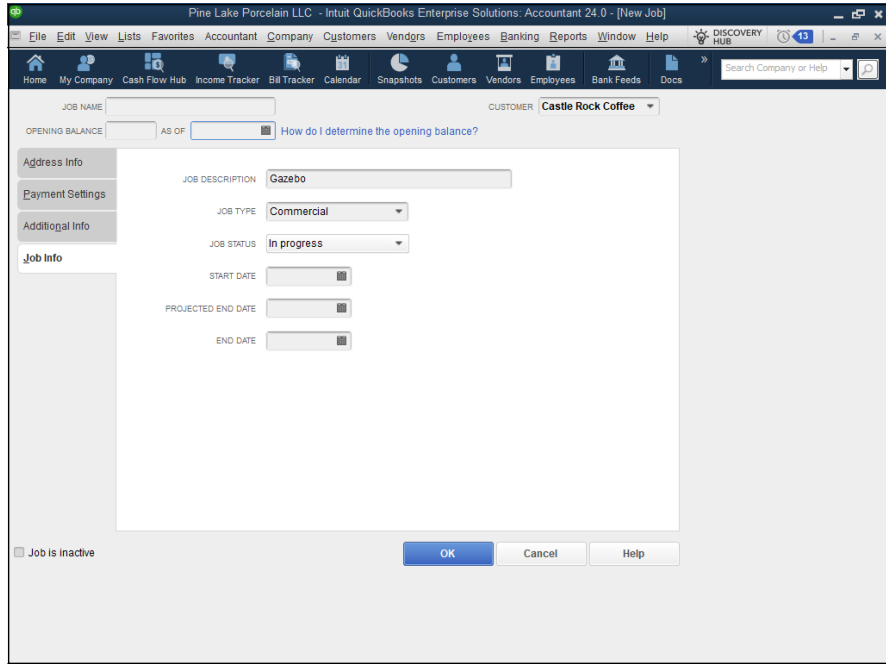 qb Pine Lake Porcelain LLC - Intuit QuickBooks Enterprise Solutions: Accountant 24.0 - [New Job]
File Edit View Lists Favorites Accountant Company Customers Vendors Employees Banking Reports Window Help DISCOVERY HUB 13
31
Home My Company Cash Flow Hub Income Tracker Bill Tracker Calendar Snapshots Customers Vendors Employees Bank Feeds Docs » Search Company or Help
JOB NAME CUSTOMER Castle Rock Coffee
OPENING BALANCE AS OF How do I determine the opening balance?
Address Info
Payment Settings
Additional Info
Job Info
JOB DESCRIPTION Gazebo
JOB TYPE Commercial
JOB STATUS In progress
START DATE
PROJECTED END DATE
END DATE
Job is inactive OK Cancel Help